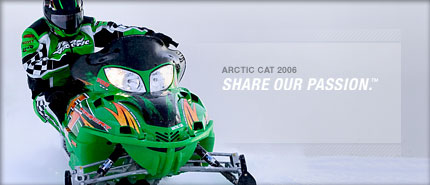 ARCTIC CAT 2006
SHARE OUR PASSION.™